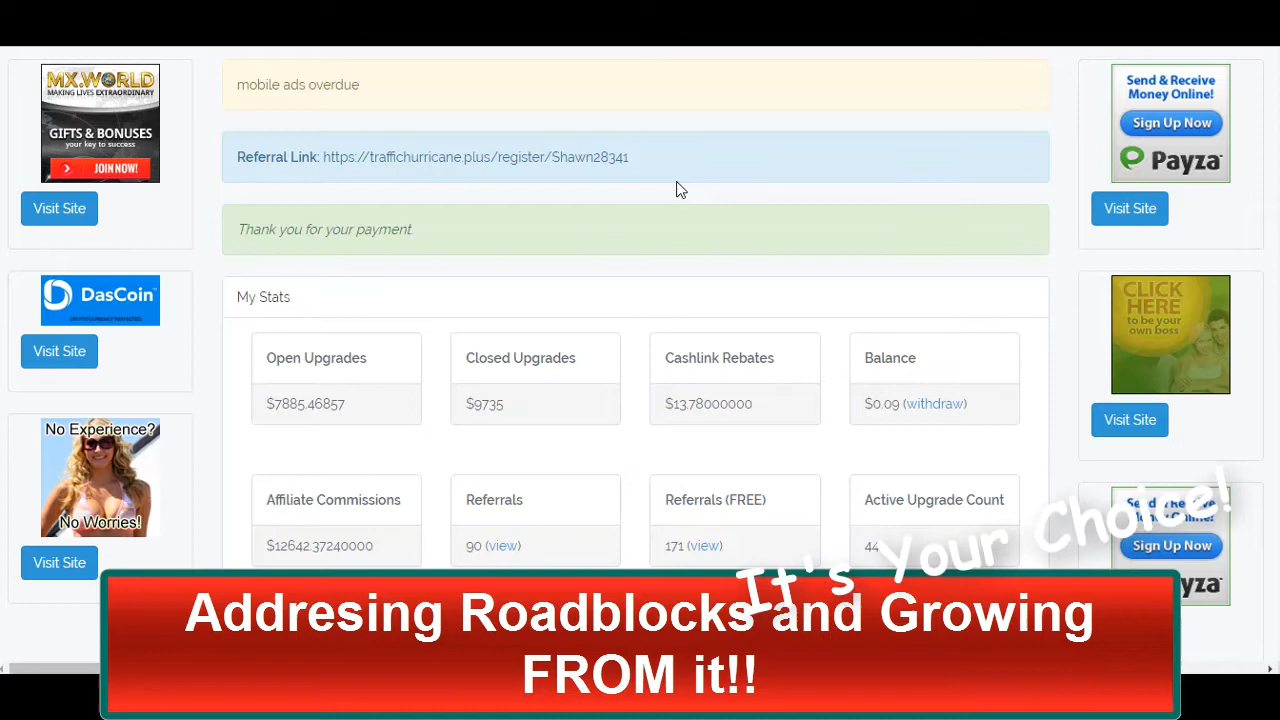 MX.WORLD
MAKING LIVES EXTRAORDINARY
GIFTS & BONUSES
your key to success
JOIN NOW!
Visit Site
DasCoin
Visit Site
No Experience?
No Worries!
Visit Site
mobile ads overdue
Referral Link: https://traffichurricane.plus/register/Shawn28341
Thank you for your payment.
My Stats
Open Upgrades
$7885.46857
Closed Upgrades
$9735
Cashlink Rebates
$13.78000000
Balance
$0.09 (withdraw)
Affiliate Commissions
$12642.37240000
Referrals
90 (view)
Referrals (FREE)
171 (view)
Active Upgrade Count
44
Send & Receive
Money Online!
Sign Up Now
Payza
Visit Site
CLICK
HERE
to be your
own boss
Visit Site
Send & Receive
Money Online!
Sign Up Now
Payza
It's Your Choice!
Addresing Roadblocks and Growing
FROM it!!